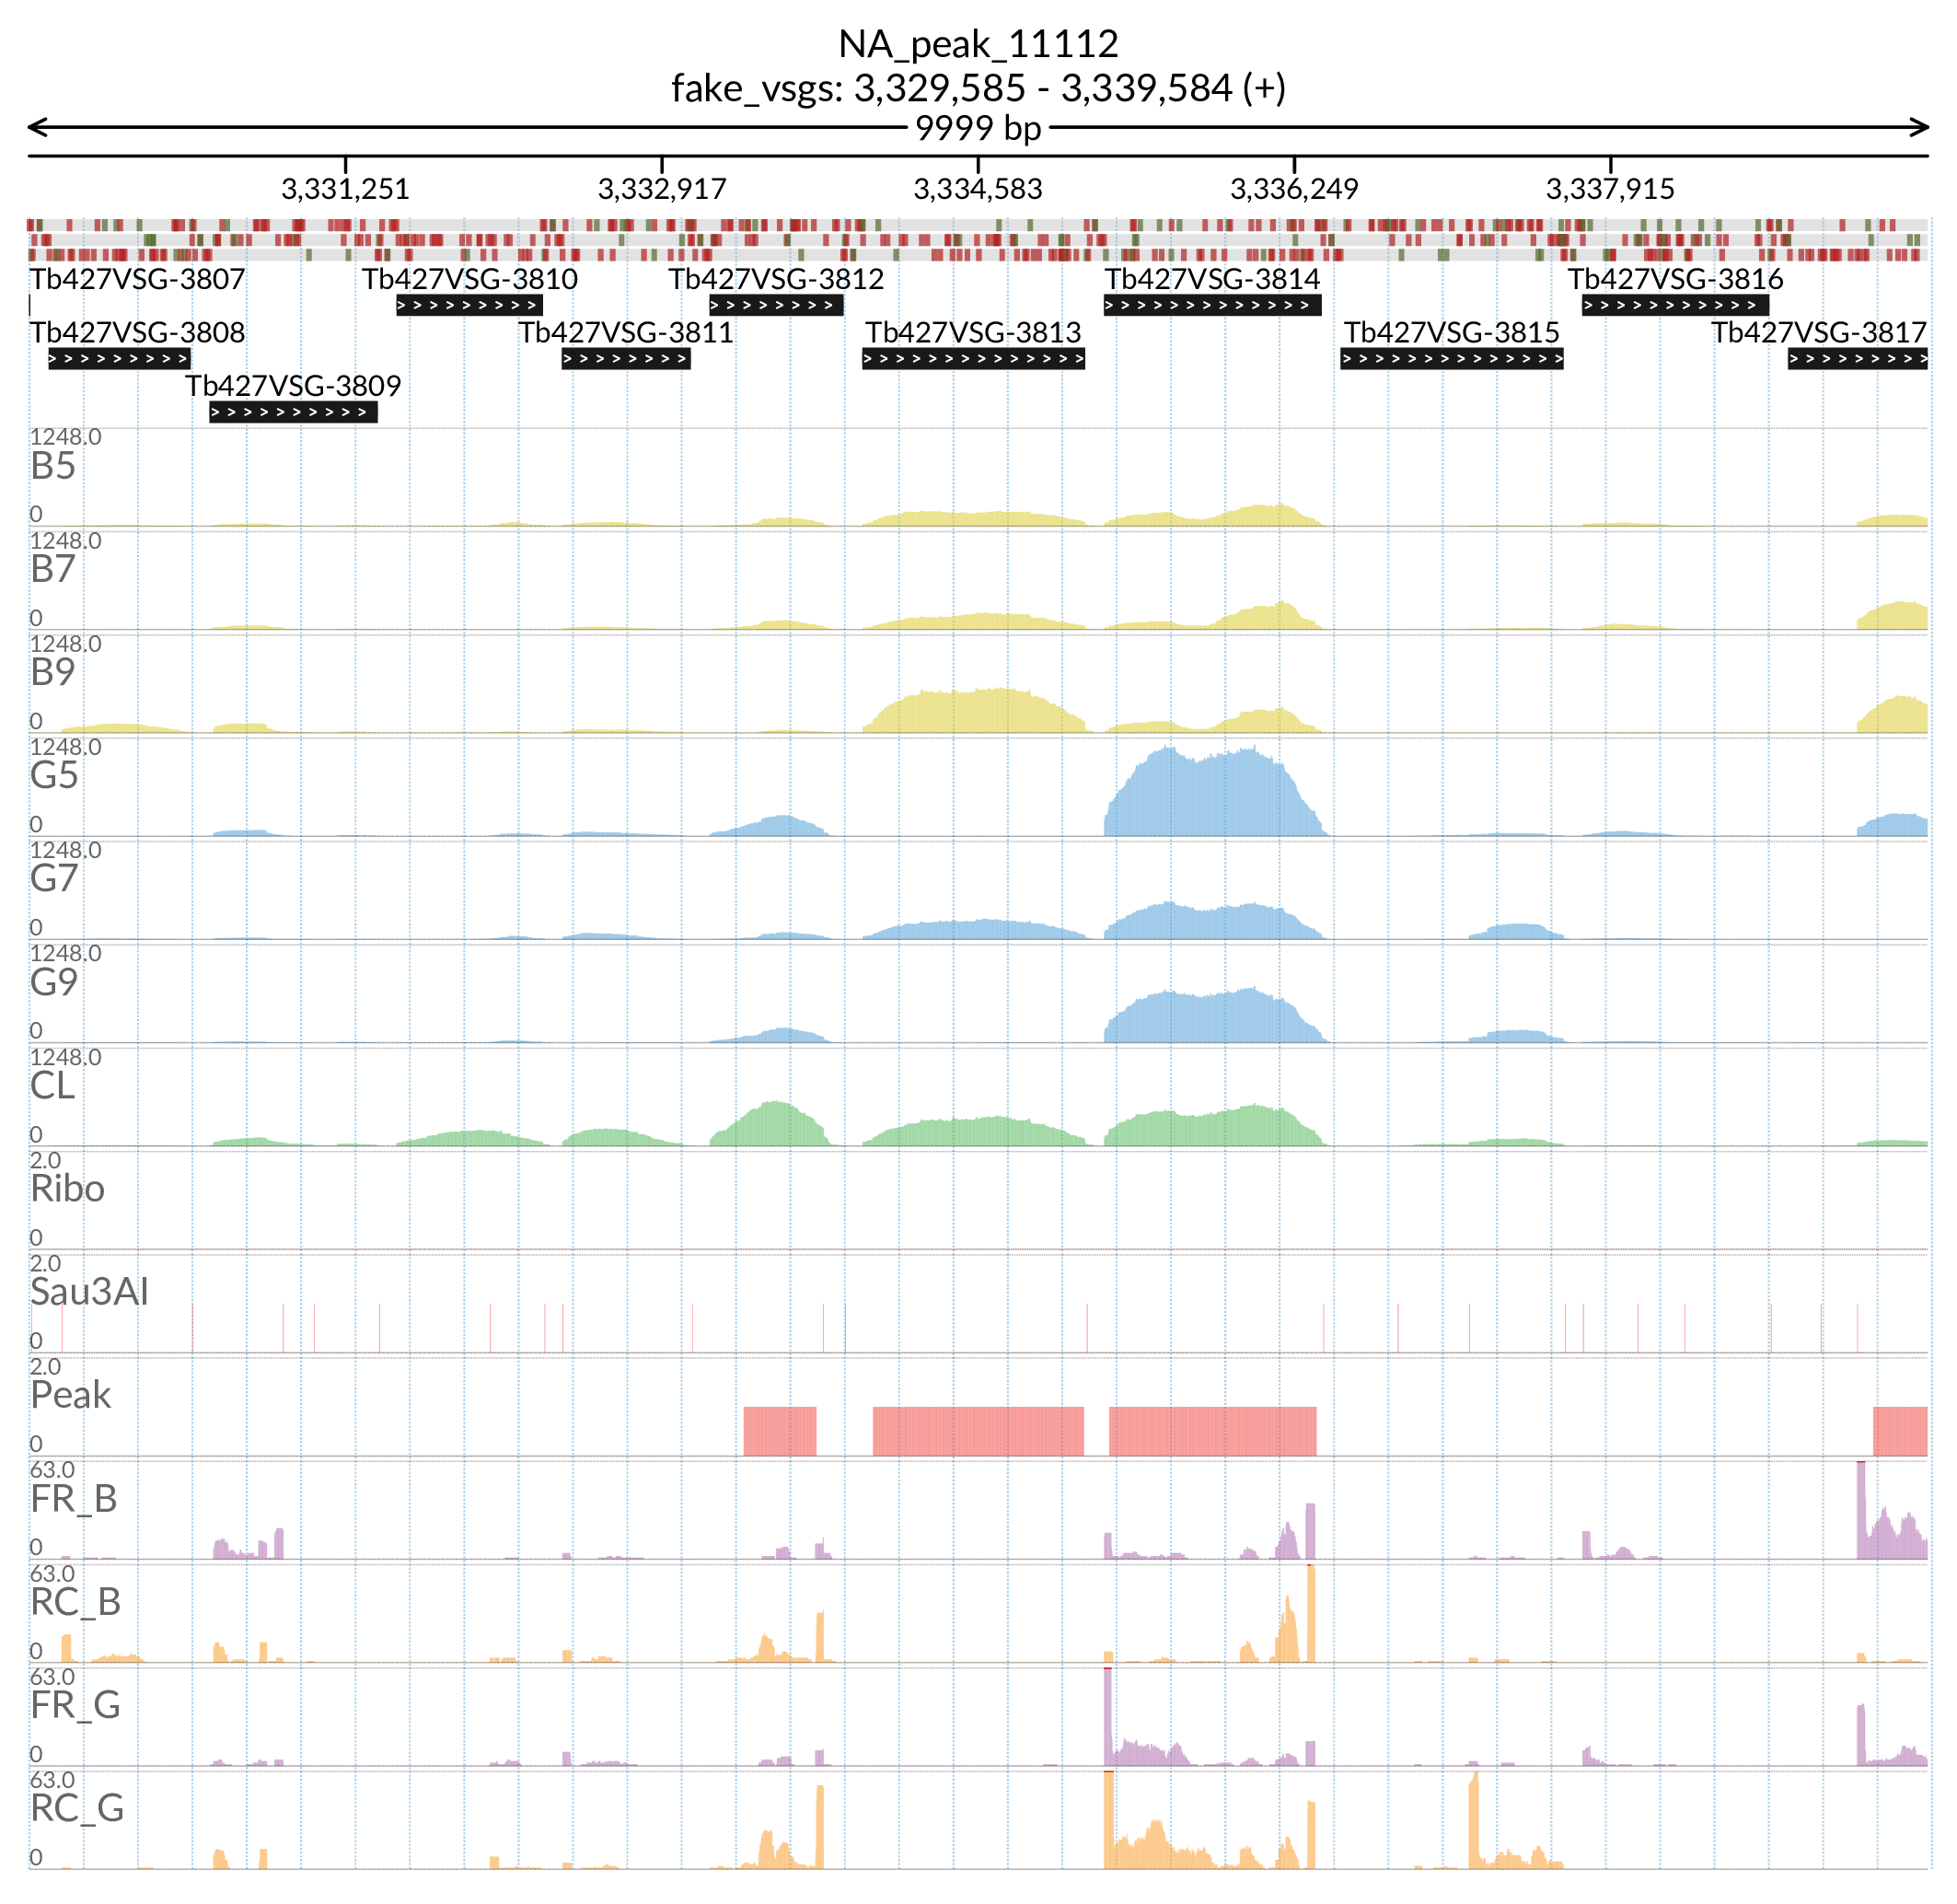 NA_peak_11112
fake_vsgs: 3,329,585 - 3,339,584 (+)
9999 bp
3,331,251 3,332,917 3,334,583 3,336,249 3,337,915
Tb427VSG-3807 Tb427VSG-3810 Tb427VSG-3812 Tb427VSG-3814 Tb427VSG-3816
Tb427VSG-3808 Tb427VSG-3811 Tb427VSG-3813 Tb427VSG-3815 Tb427VSG-3817
Tb427VSG-3809
1248.0
B5
0
1248.0
B7
0
1248.0
B9
0
1248.0
G5
0
1248.0
G7
0
1248.0
G9
0
1248.0
CL
0
2.0
Ribo
0
2.0
Sau3AI
0
2.0
Peak
0
63.0
FR_B
0
63.0
RC_B
0
63.0
FR_G
0
63.0
RC_G
0